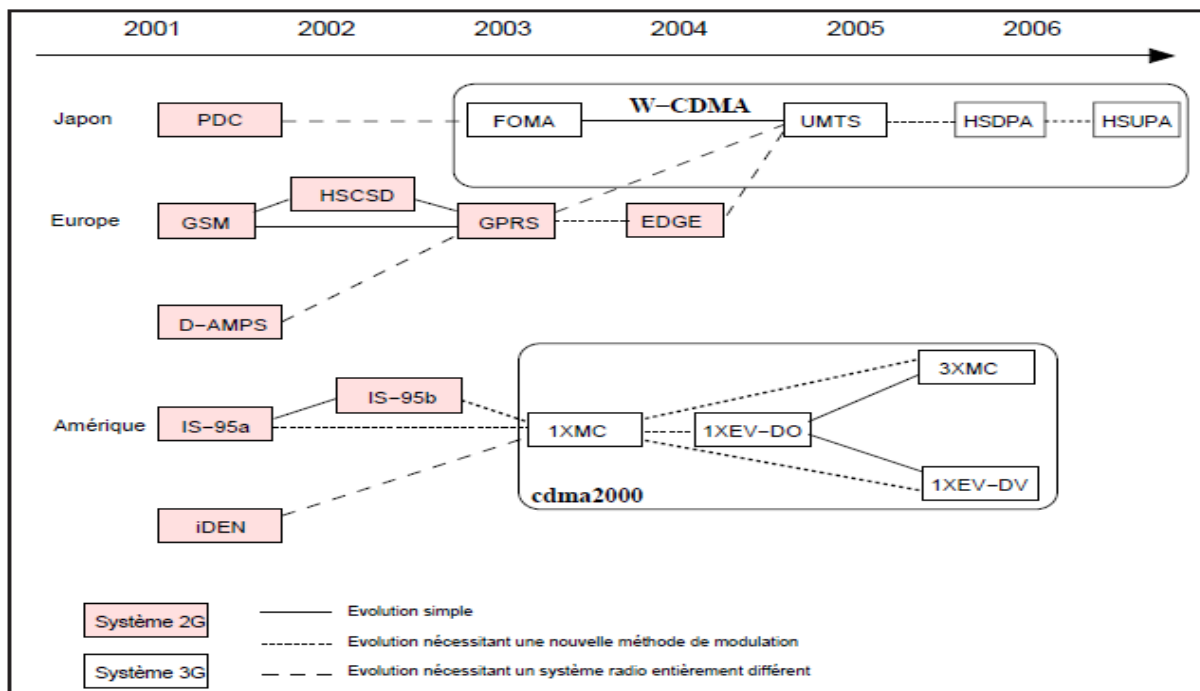 2001 2002 2003 2004 2005 2006
W-CDMA
Japon PDC FOMA UMTS HSDPA HSUPA
HSCSD
Europe GSM GPRS EDGE
D-AMPS
3XMC
IS-95b
Amérique IS-95a 1XMC 1XEV-DO
1XEV-DV
cdma2000
iDEN
Système 2G Evolution simple
Evolution nécessitant une nouvelle méthode de modulation
Système 3G Evolution nécessitant un système radio entièrement différent